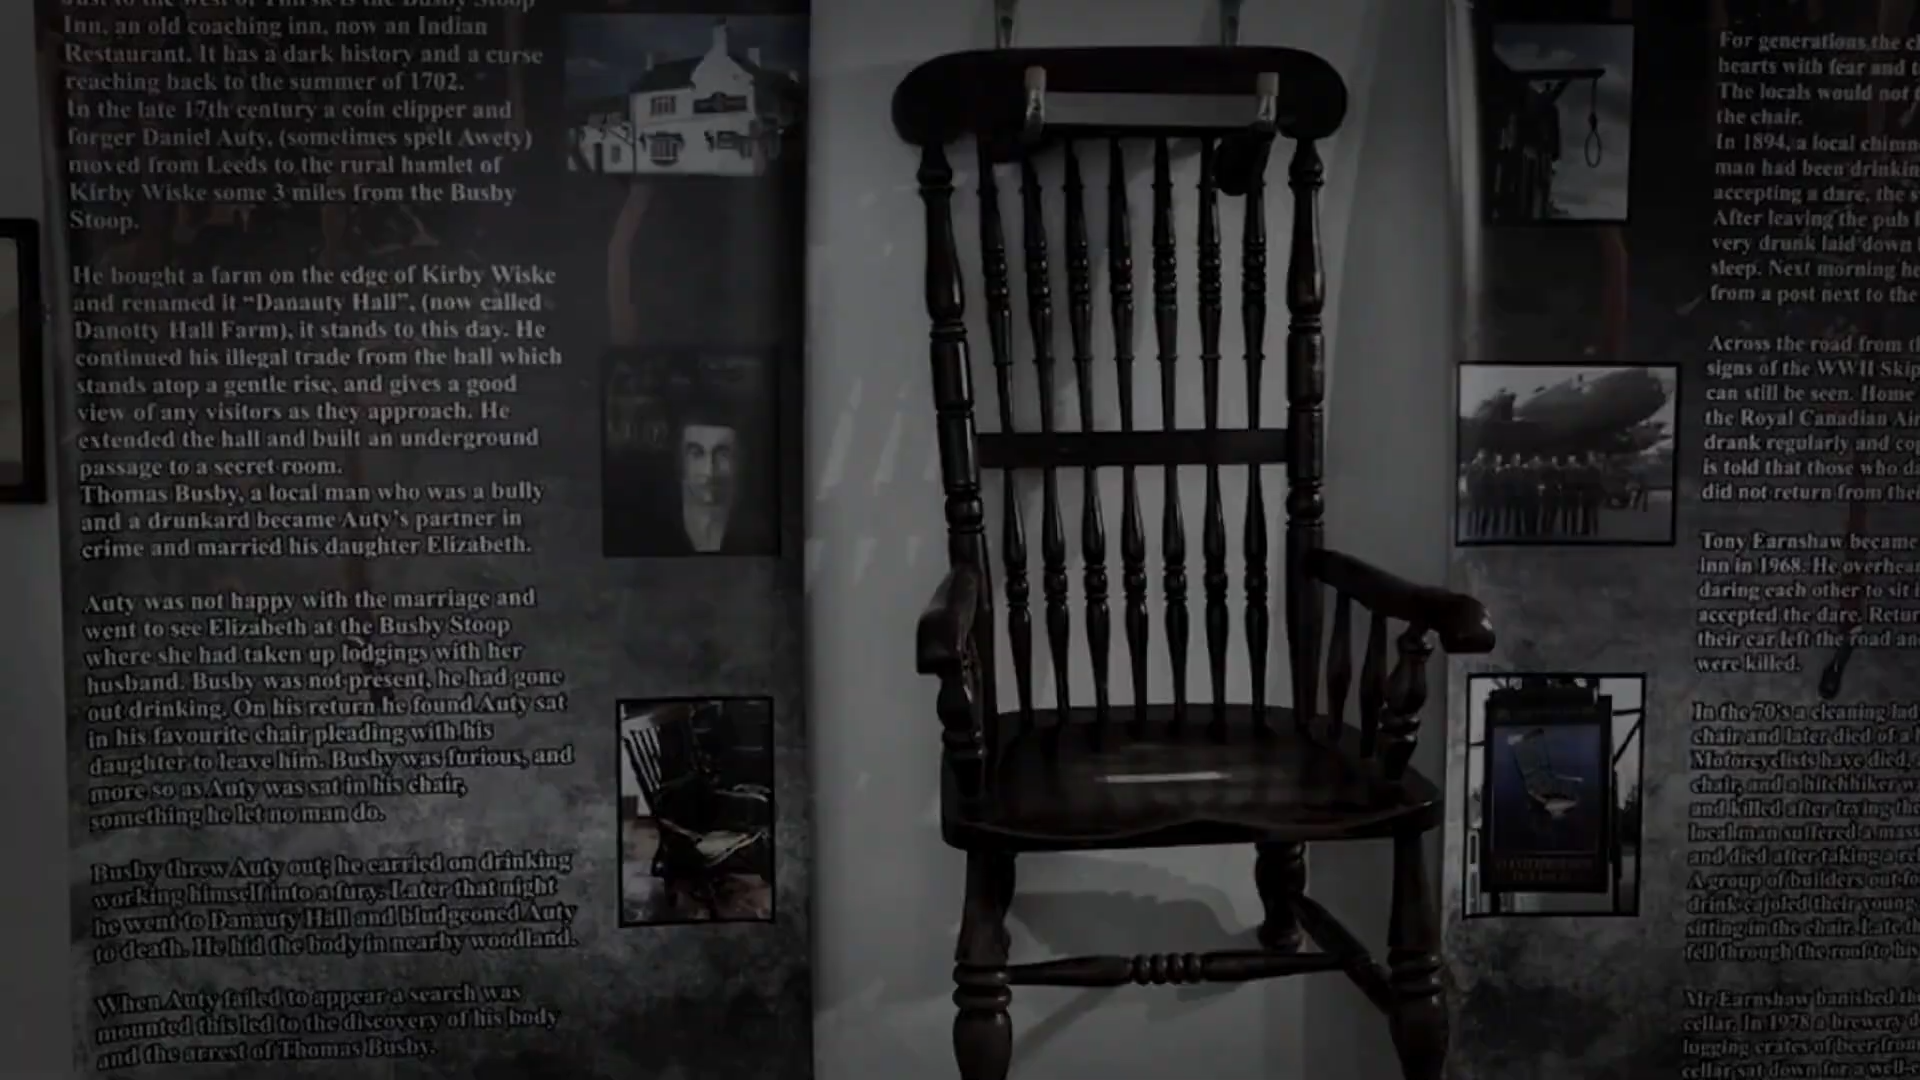 Just to the west of Thirsk is the Busby Stoop
Inn, an old coaching inn, now an Indian
Restaurant. It has a dark history and a curse
reaching back to the summer of 1702.
In the late 17th century a coin clipper and
forger Daniel Auty, (sometimes spelt Awety)
moved from Leeds to the rural hamlet of
Kirby Wiske some 3 miles from the Busby
Stoop.
He bought a farm on the edge of Kirby Wiske
and renamed it “Danauty Hall”, (now called
Danotty Hall Farm), it stands to this day. He
continued his illegal trade from the hall which
stands atop a gentle rise, and gives a good
view of any visitors as they approach. He
extended the hall and built an underground
passage to a secret room.
Thomas Busby, a local man who was a bully
and a drunkard became Auty's partner in
crime and married his daughter Elizabeth.
Auty was not happy with the marriage and
went to see Elizabeth at the Busby Stoop
where she had taken up lodgings with her
husband. Busby was not present, he had gone
out drinking. On his return he found Auty sat
in his favourite chair pleading with his
daughter to leave him. Busby was furious, and
more so as Auty was sat in his chair,
something he let no man do.
Busby threw Auty out; he carried on drinking
working himself into a fury. Later that night
he went to Danauty Hall and bludgeoned Auty
to death. He hid the body in nearby woodland.
When Auty failed to appear a search was
mounted this led to the discovery of his body
and the arrest of Thomas Busby.
For generations the
hearts with fear and
The locals would not
the chair.
In 1894, a local
man had been drinking
accepting a dare, the
After leaving the pub
very drunk laid down
sleep. Next morning he
from a post next to the
Across the road from
signs of the WWII
can still be seen. Home
the Royal Canadian
drank regularly and
is told that those who
did not return from their
Tony Earnshaw became
Inn in 1968. He
daring each other to sit
accepted the dare.
their car left the road and
were killed.
In the 70's a cleaning
chair and later died of a
Motorcyclists have died,
chair, and a hitchhiker
and killed after trying the
local man suffered a
and died after taking a
A group of builders out
drink cajoled their young
sitting in the chair. Late
fell through the roof to his
Mr Earnshaw banished the
cellar. In 1978 a brewery
lugging crates of beer from
cellar sat down for a